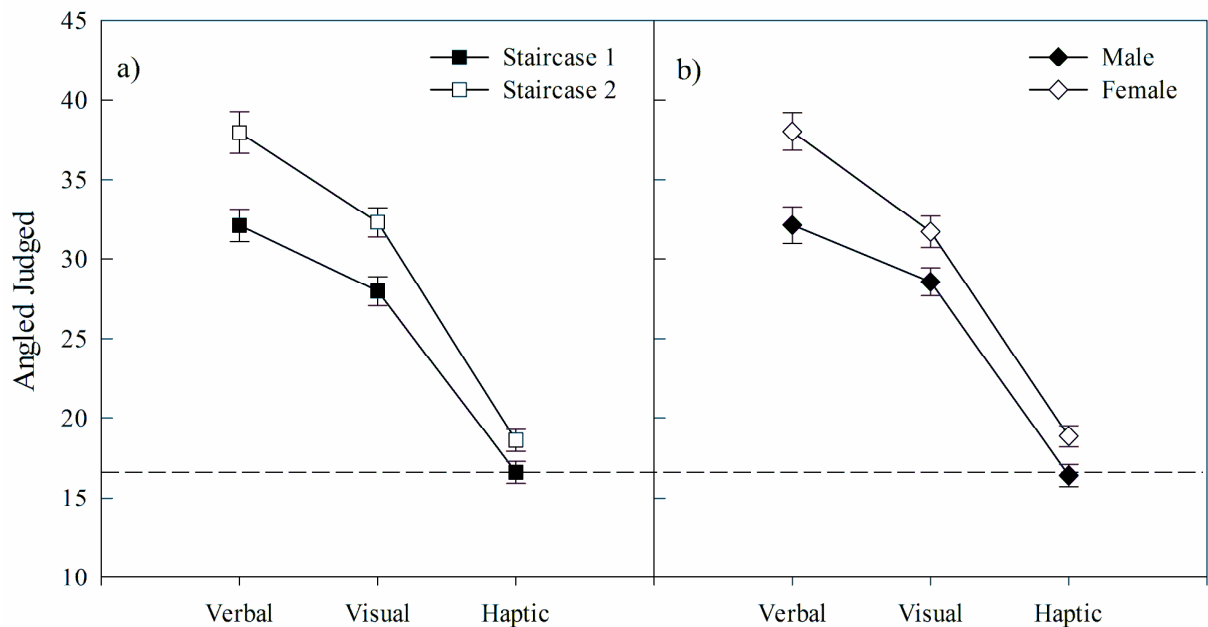 45
40
35
30
25
20
15
10
Angled Judged
a)
Staircase 1
Staircase 2
Verbal Visual Haptic
b)
Male
Female
Verbal Visual Haptic